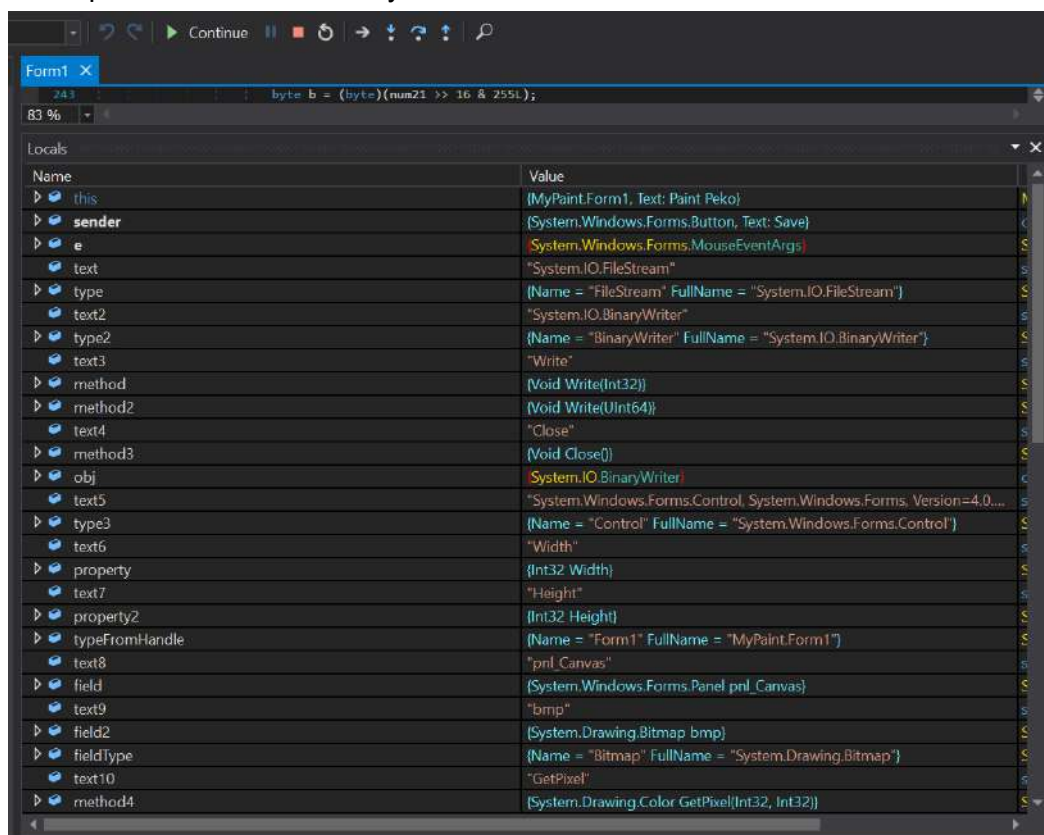 Continue
Form1
243 byte b = (byte)(num21 >> 16 & 255L);
83 %
Locals
Name Value
this {MyPaint.Form1, Text: Paint Peko}
sender {System.Windows.Forms.Button, Text: Save}
e {System.Windows.Forms.MouseEventArgs}
text "System.IO.FileStream"
type {Name = "FileStream" FullName = "System.IO.FileStream"}
text2 "System.IO.BinaryWriter"
type2 {Name = "BinaryWriter" FullName = "System.IO.BinaryWriter"}
text3 "Write"
method {Void Write(Int32)}
method2 {Void Write(UInt64)}
text4 "Close"
method3 {Void Close()}
obj {System.IO.BinaryWriter}
text5 "System.Windows.Forms.Control, System.Windows.Forms, Version=4.0....
type3 {Name = "Control" FullName = "System.Windows.Forms.Control"}
text6 "Width"
property {Int32 Width}
text7 "Height"
property2 {Int32 Height}
typeFromHandle {Name = "Form1" FullName = "MyPaint.Form1"}
text8 "pnl_Canvas"
field {System.Windows.Forms.Panel pnl_Canvas}
text9 "bmp"
field2 {System.Drawing.Bitmap bmp}
fieldType {Name = "Bitmap" FullName = "System.Drawing.Bitmap"}
text10 "GetPixel"
method4 {System.Drawing.Color GetPixel(Int32, Int32)}